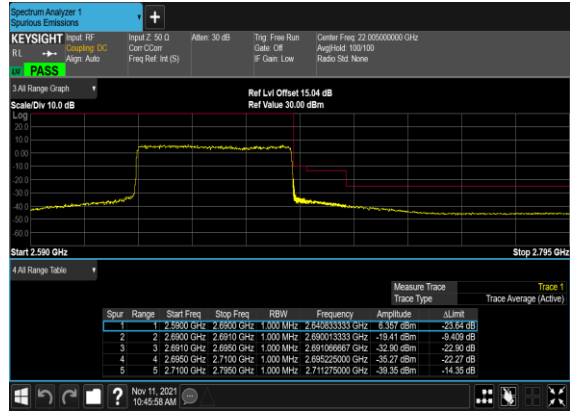 Spectrum Analyzer 1
Spurious Emissions
+
KEYSIGHT Input: RF Input Z: 50 Ω Atten: 30 dB Trig: Free Run Center Freq: 22.005000000 GHz
RL Coupling: DC Corr CCorr Gate: Off Avg|Hold: 100/100
Align: Auto Freq Ref: Int (S) IF Gain: Low Radio Std: None
PASS
3 All Range Graph Ref Lvl Offset 15.04 dB
Scale/Div 10.0 dB Ref Value 30.00 dBm
Log
20.0
10.0
0.00
-10.0
-20.0
-30.0
-40.0
-50.0
-60.0
Start 2.590 GHz Stop 2.795 GHz
4 All Range Table
Measure Trace Trace 1
Trace Type Trace Average (Active)
Spur Range Start Freq Stop Freq RBW Frequency Amplitude ΔLimit
1 1 2.5900 GHz 2.6900 GHz 1.000 MHz 2.640833333 GHz 6.357 dBm -23.64 dB
2 2 2.6900 GHz 2.6910 GHz 1.000 MHz 2.690013333 GHz -19.41 dBm -9.409 dB
3 3 2.6910 GHz 2.6950 GHz 1.000 MHz 2.691066667 GHz -32.90 dBm -22.90 dB
4 4 2.6950 GHz 2.7100 GHz 1.000 MHz 2.695225000 GHz -35.27 dBm -22.27 dB
5 5 2.7100 GHz 2.7950 GHz 1.000 MHz 2.711275000 GHz -39.35 dBm -14.35 dB
? Nov 11, 2021
10:45:58 AM